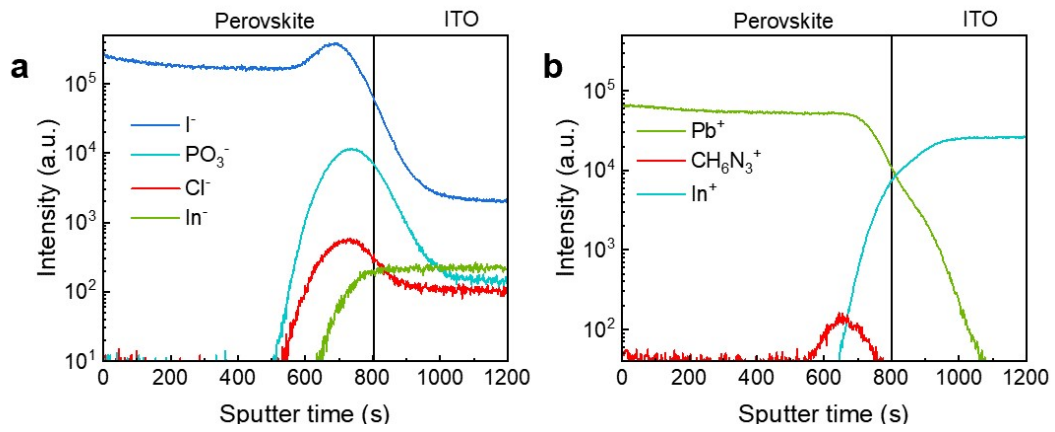 Perovskite ITO
a
I⁻
PO₃⁻
Cl⁻
In⁻
10⁵
10⁴
10³
10²
10¹
Intensity (a.u.)
0 200 400 600 800 1000 1200
Sputter time (s)
Perovskite ITO
b
Pb⁺
CH₆N₃⁺
In⁺
10⁵
10⁴
10³
10²
Intensity (a.u.)
0 200 400 600 800 1000 1200
Sputter time (s)